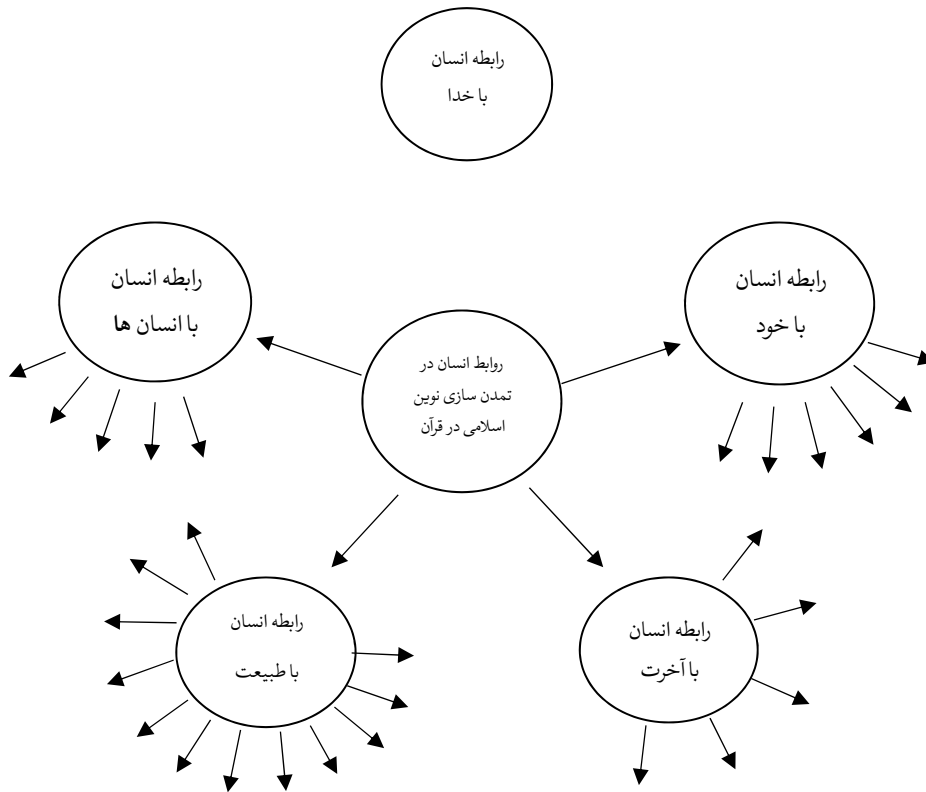 رابطه انسان
با خدا
رابطه انسان
با خود
رابطه انسان
با انسان ها
روابط انسان در
تمدن سازی نوین
اسلامی در قرآن
رابطه انسان
با آخرت
رابطه انسان
با طبیعت